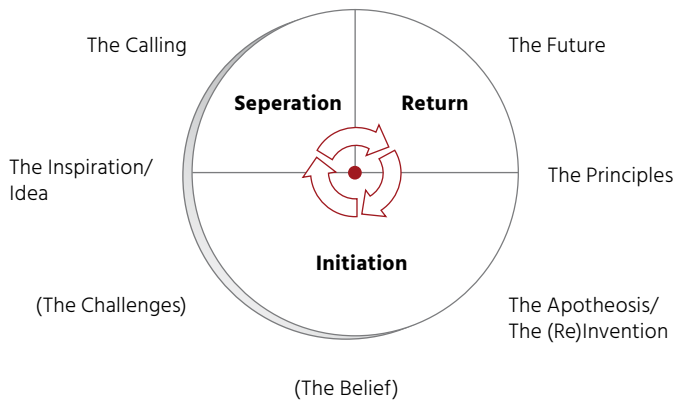 The Calling
The Future
Seperation
Return
The Inspiration/
Idea
The Principles
Initiation
(The Challenges)
The Apotheosis/
The (Re)Invention
(The Belief)